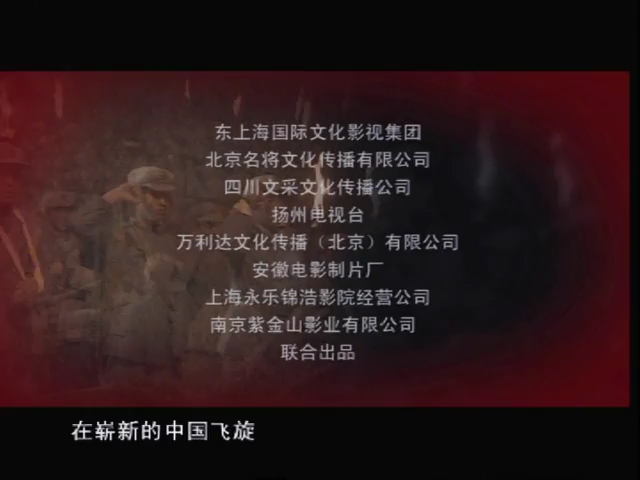 东上海国际文化影视集团
北京名将文化传播有限公司
四川文采文化传播公司
扬州电视台
万利达文化传播（北京）有限公司
安徽电影制片厂
上海永乐锦浩影院经营公司
南京紫金山影业有限公司
联合出品
在崭新的中国飞旋